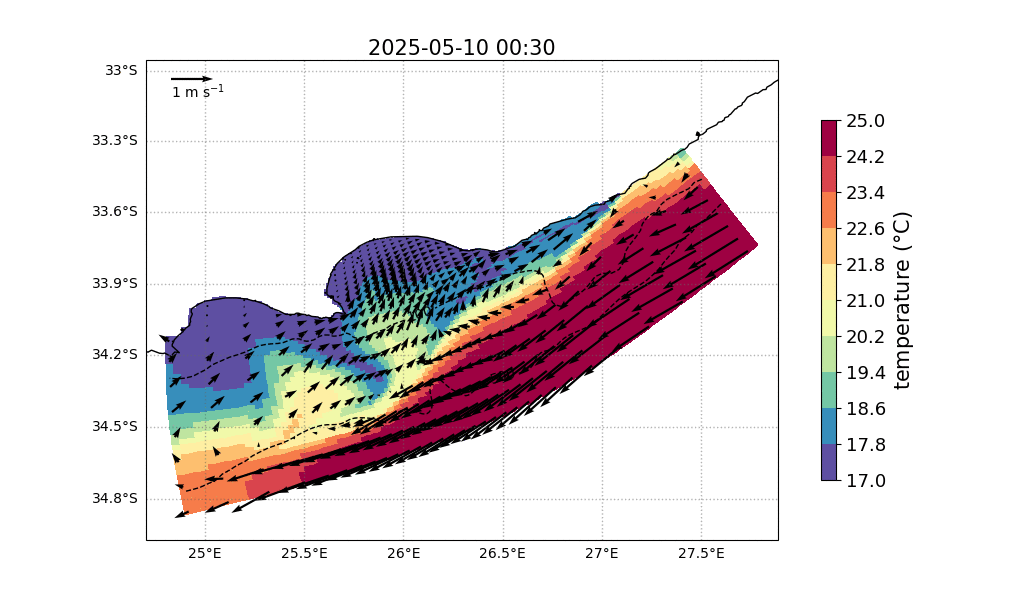 2025-05-10 00:30
1 m s⁻¹
33°S
33.3°S
33.6°S
33.9°S
34.2°S
34.5°S
34.8°S
25°E
25.5°E
26°E
26.5°E
27°E
27.5°E
25.0
24.2
23.4
22.6
21.8
21.0
20.2
19.4
18.6
17.8
17.0
temperature (°C)